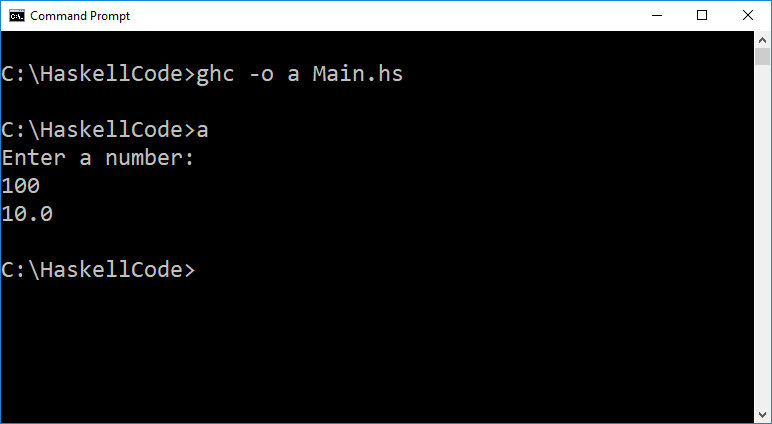 Command Prompt
C:\HaskellCode>ghc -o a Main.hs
C:\HaskellCode>a
Enter a number:
100
10.0
C:\HaskellCode>